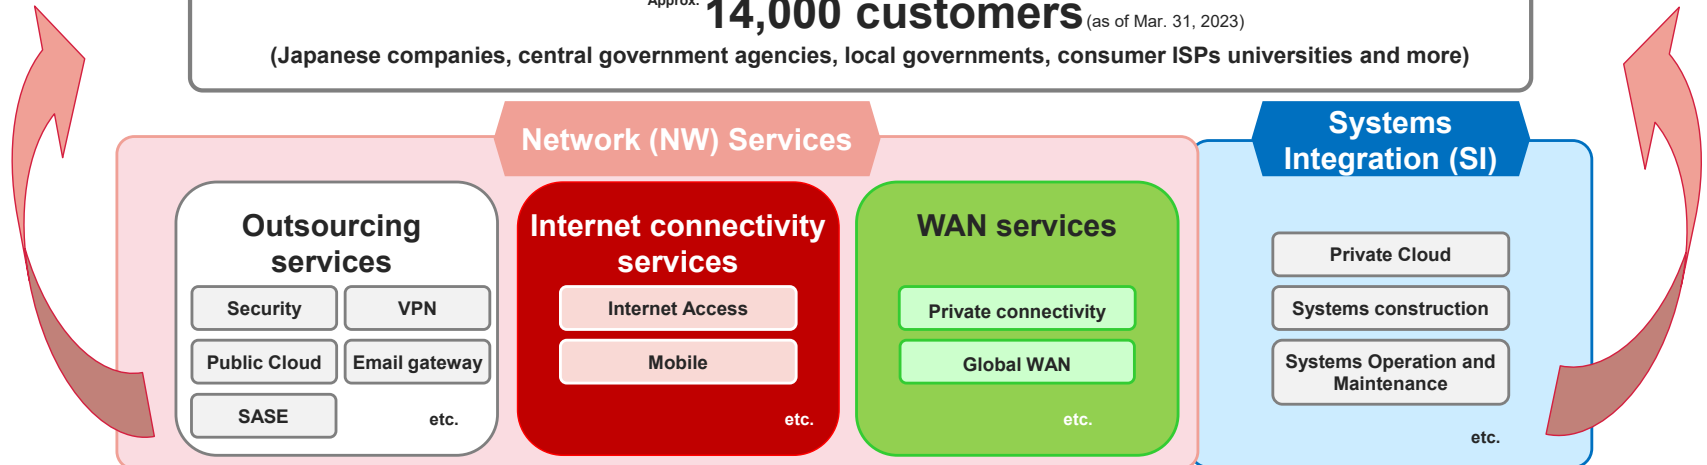 Approx. 14,000 customers (as of Mar. 31, 2023)
(Japanese companies, central government agencies, local governments, consumer ISPs universities and more)
Network (NW) Services
Systems
Integration (SI)
Outsourcing
services
Security
VPN
Public Cloud
Email gateway
SASE
etc.
Internet connectivity
services
Internet Access
Mobile
etc.
WAN services
Private connectivity
Global WAN
etc.
Private Cloud
Systems construction
Systems Operation and
Maintenance
etc.